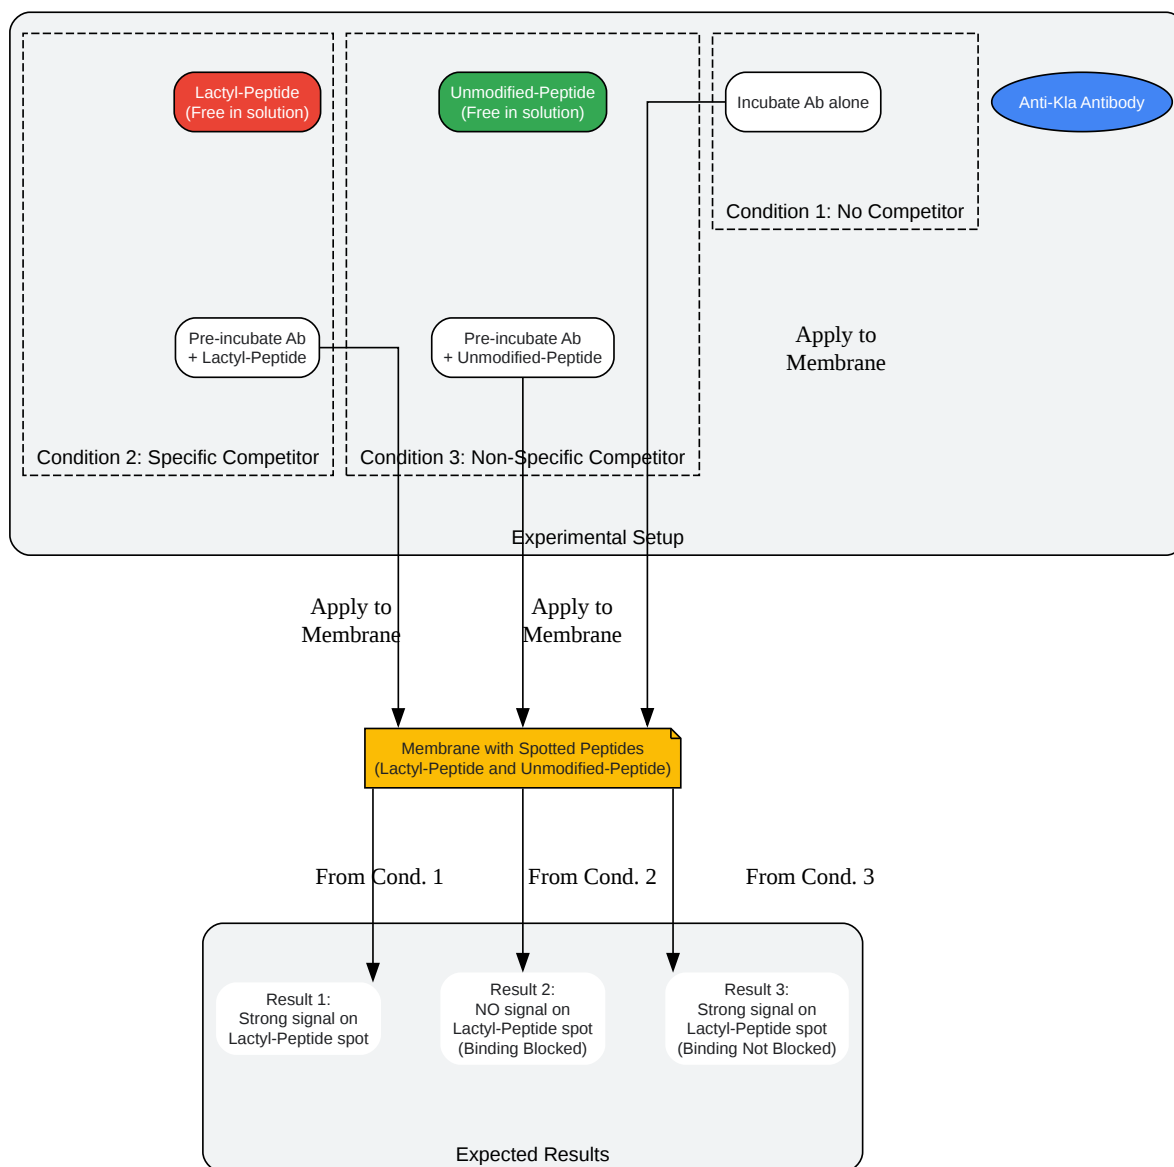 Lactyl-Peptide
(Free in solution)
Unmodified-Peptide
(Free in solution)
Incubate Ab alone
Anti-Kla Antibody
Condition 1: No Competitor
Pre-incubate Ab
+ Lactyl-Peptide
Pre-incubate Ab
+ Unmodified-Peptide
Apply to
Membrane
Condition 2: Specific Competitor
Condition 3: Non-Specific Competitor
Experimental Setup
Apply to
Membrane
Apply to
Membrane
Membrane with Spotted Peptides
(Lactyl-Peptide and Unmodified-Peptide)
From Cond. 1
From Cond. 2
From Cond. 3
Result 1:
Strong signal on
Lactyl-Peptide spot
Result 2:
NO signal on
Lactyl-Peptide spot
(Binding Blocked)
Result 3:
Strong signal on
Lactyl-Peptide spot
(Binding Not Blocked)
Expected Results